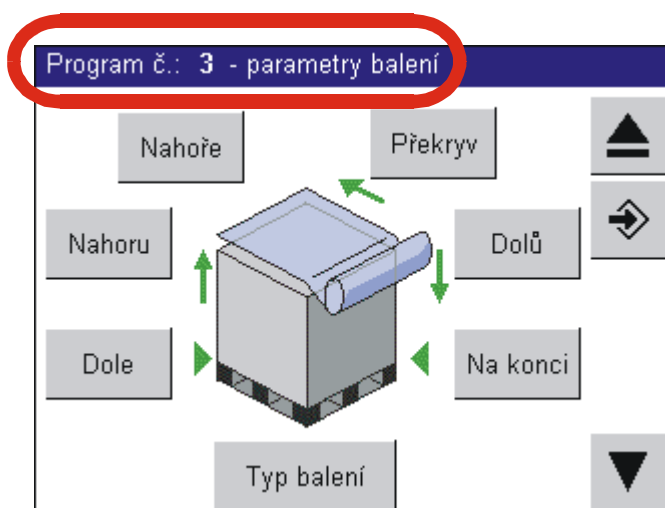 Program č.: 3 - parametry balení
Nahoře
Překryv
Nahoru
Dolů
Dole
Na konci
Typ balení